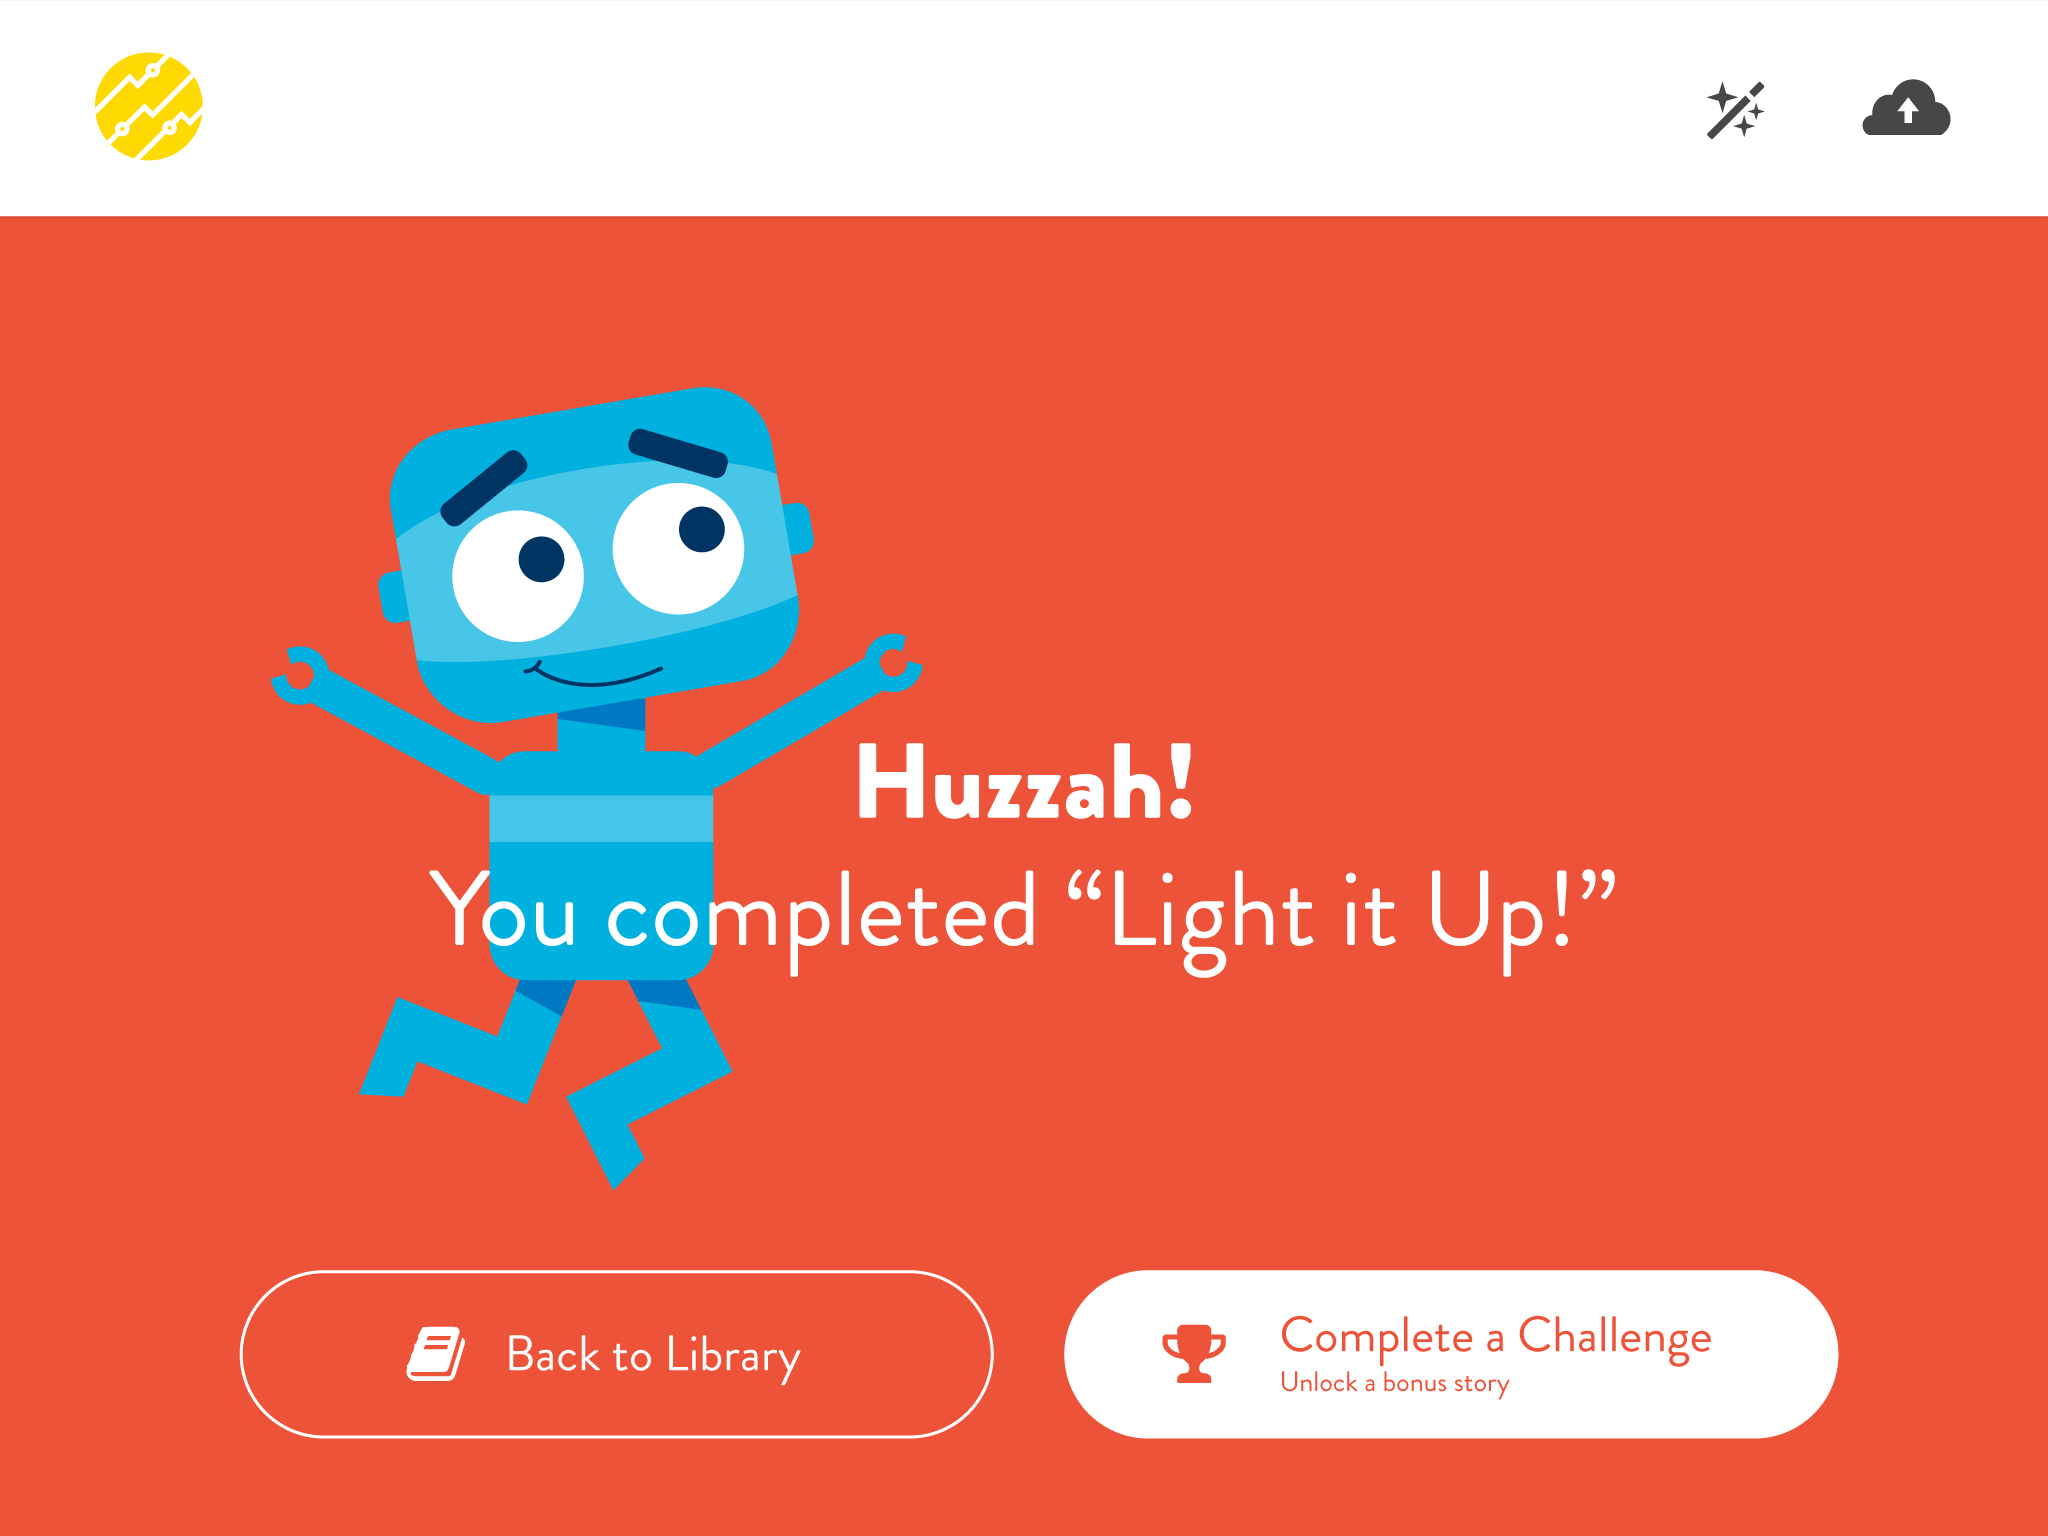 Huzzah!
You completed “Light it Up!”
Back to Library
Complete a Challenge
Unlock a bonus story